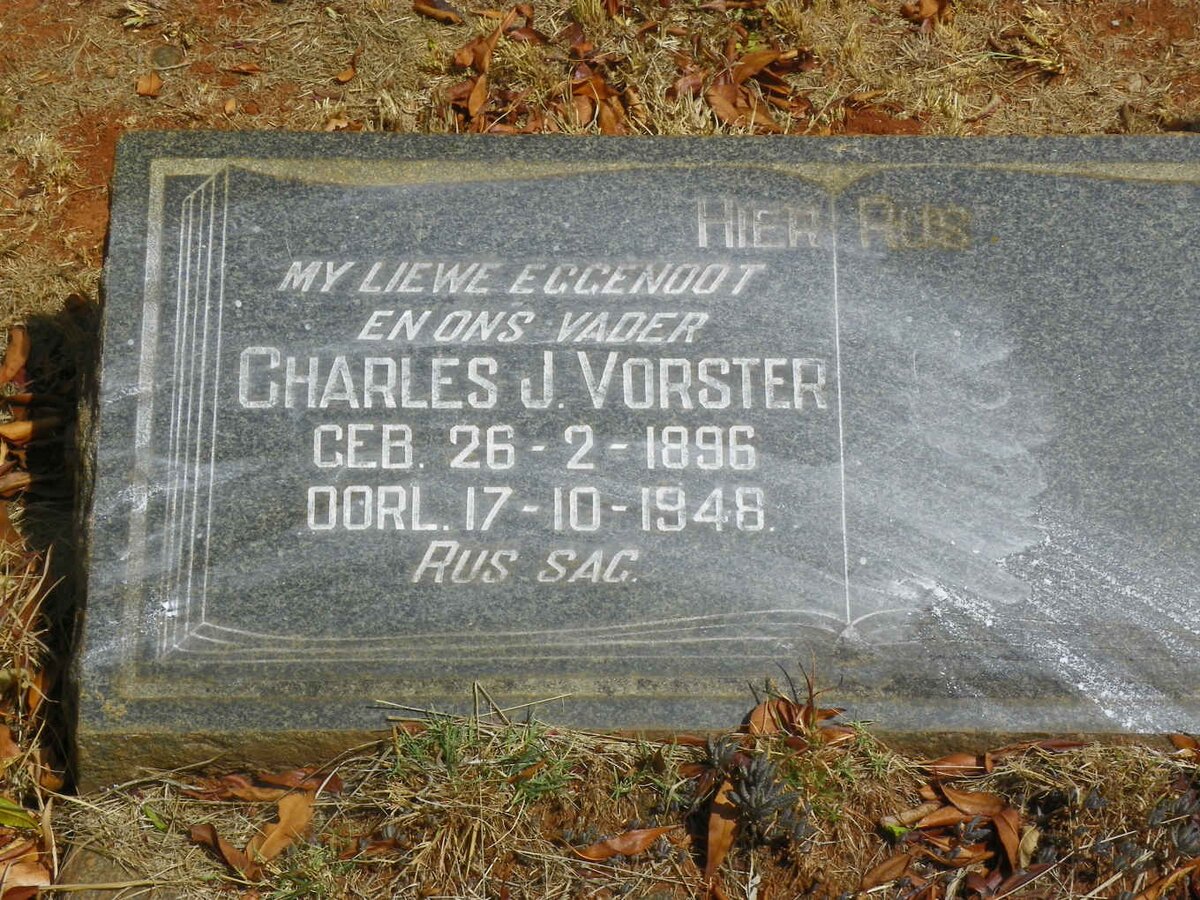 HIER RUS
MY LIEWE EGGENOOT
EN ONS VADER
CHARLES J. VORSTER
GEB. 26-2-1896
OORL. 17-10-1948.
RUS SAG.